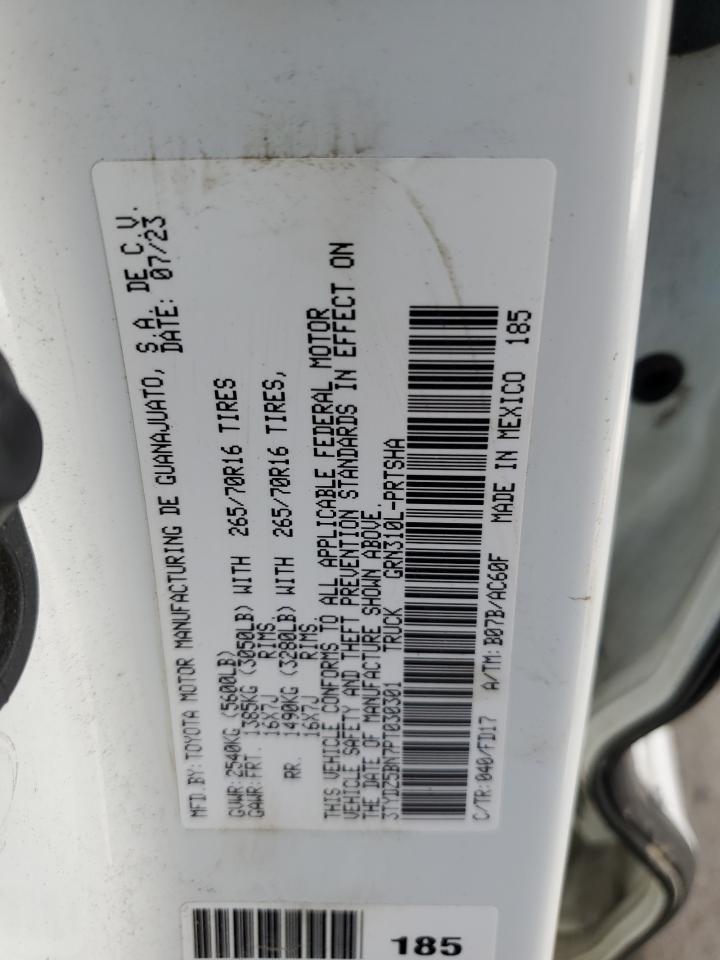 MFD.BY: TOYOTA MOTOR MANUFACTURING DE GUANAJUATO, S.A. DE C.V.
DATE: 07/23
GVWR: 2540KG (5600LB)
GAWR: FRT. 1385KG (3050LB) WITH 265/70R16 TIRES
16X7J RIMS,
RR. 1490KG (3280LB) WITH 265/70R16 TIRES,
16X7J RIMS.
THIS VEHICLE CONFORMS TO ALL APPLICABLE FEDERAL MOTOR
VEHICLE SAFETY AND THEFT PREVENTION STANDARDS IN EFFECT ON
THE DATE OF MANUFACTURE SHOWN ABOVE.
3TYDZ5BN7PT030301 TRUCK GRN310L-PRTSHA
C/TR: 040/FD17 A/TM: B07B/AC60F MADE IN MEXICO 185
185